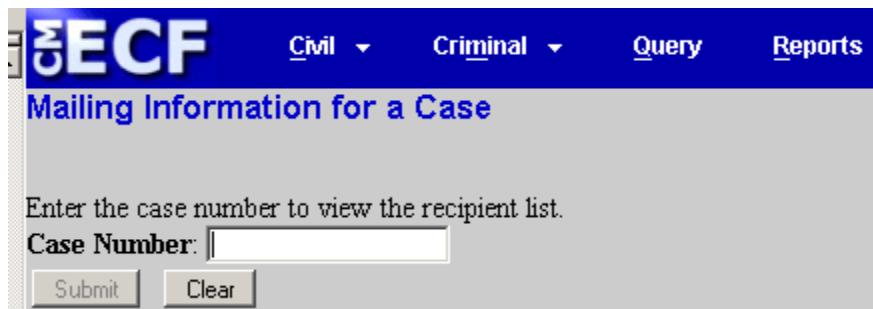 CM ECF Civil Criminal Query Reports
Mailing Information for a Case
Enter the case number to view the recipient list.
Case Number:
Submit Clear